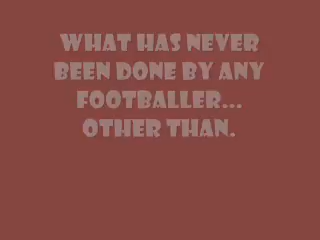 WHAT HAS NEVER
BEEN DONE BY ANY
FOOTBALLER...
OTHER THAN.